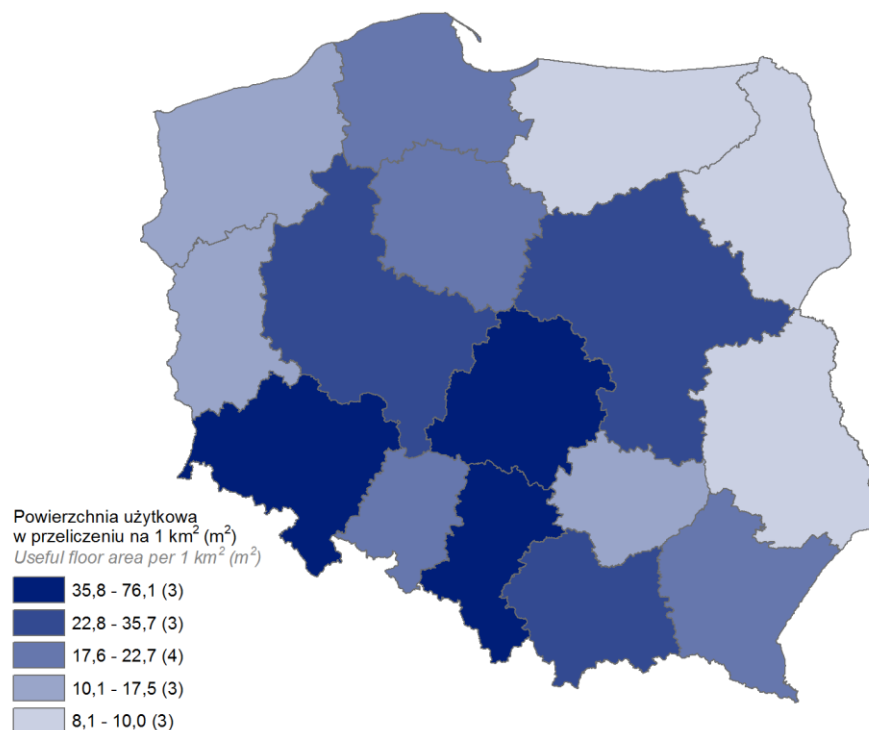 Powierzchnia użytkowa
w przeliczeniu na 1 km² (m²)
Useful floor area per 1 km² (m²)
35,8 - 76,1 (3)
22,8 - 35,7 (3)
17,6 - 22,7 (4)
10,1 - 17,5 (3)
8,1 - 10,0 (3)